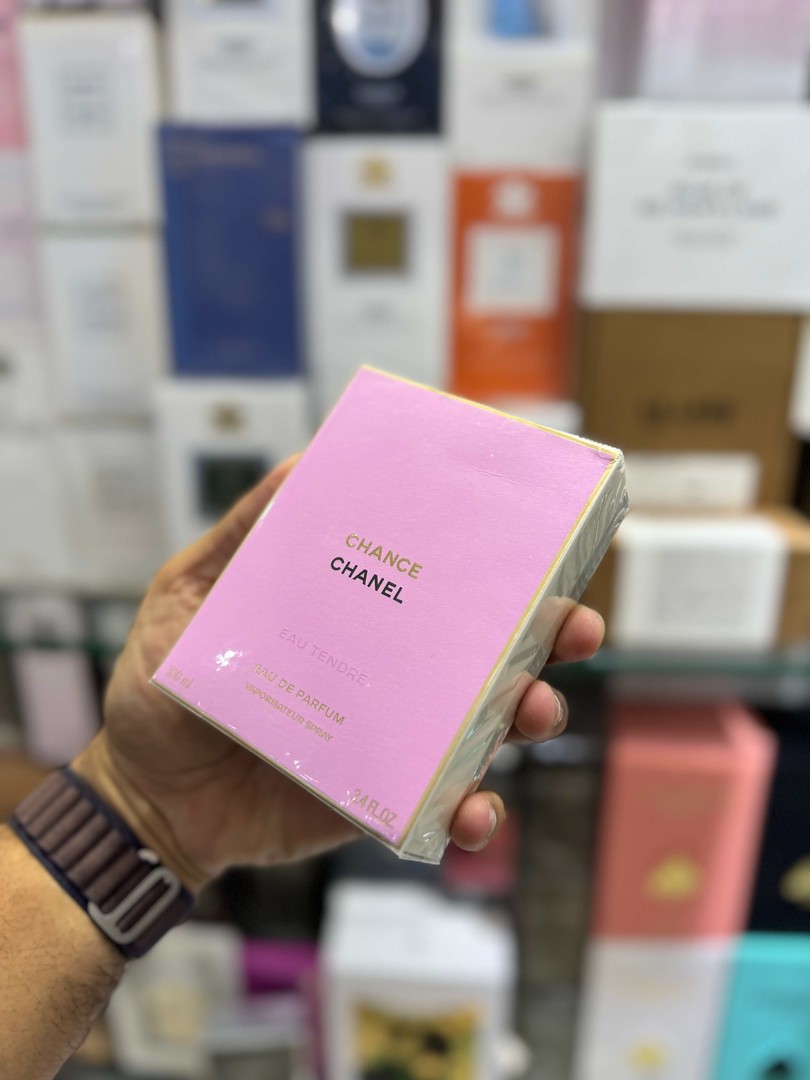 CHANCE
CHANEL
EAU TENDRE
EAU DE PARFUM
VAPORISATEUR SPRAY
100 ml
3.4 FL.OZ.